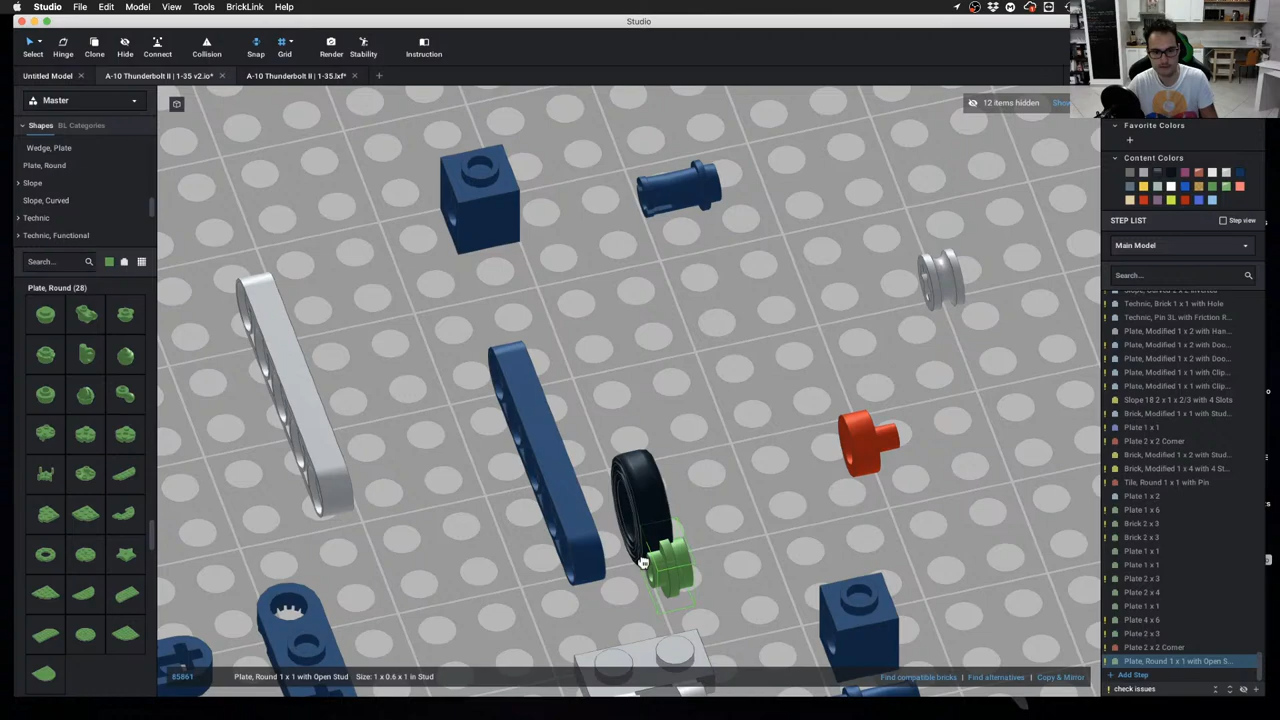 Studio File Edit Model View Tools BrickLink Help
Studio
Select Hinge Clone Hide Connect Collision Snap Grid Render Stability Instruction
Untitled Model A-10 Thunderbolt II | 1-35 v2.io* A-10 Thunderbolt II | 1-35.lxf*
Master
Shapes BL Categories
Wedge, Plate
Plate, Round
Slope
Slope, Curved
Technic
Technic, Functional
Search...
Plate, Round (28)
12 items hidden Show
Favorite Colors
Content Colors
STEP LIST Step view
Main Model
Search...
Slope, Curved 2 x 2 Inverted
Technic, Brick 1 x 1 with Hole
Technic, Pin 3L with Friction R...
Plate, Modified 1 x 2 with Han...
Plate, Modified 1 x 2 with Doo...
Plate, Modified 1 x 2 with Doo...
Plate, Modified 1 x 1 with Clip...
Plate, Modified 1 x 1 with Clip...
Slope 18 2 x 1 x 2/3 with 4 Slots
Brick, Modified 1 x 1 with Stud...
Plate 1 x 1
Plate 2 x 2 Corner
Brick, Modified 1 x 2 with Stud...
Brick, Modified 1 x 4 with 4 St...
Tile, Round 1 x 1 with Pin
Plate 1 x 2
Plate 1 x 6
Brick 2 x 3
Brick 2 x 3
Plate 1 x 1
Plate 1 x 1
Plate 2 x 3
Plate 2 x 4
Plate 1 x 1
Plate 4 x 6
Plate 2 x 3
Plate 2 x 2 Corner
Plate, Round 1 x 1 with Open S...
Add Step
check issues
85861 Plate, Round 1 x 1 with Open Stud Size: 1 x 0.6 x 1 in Stud Find compatible bricks Find alternatives Copy & Mirror